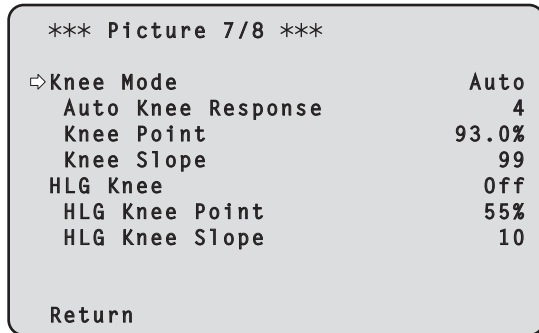 *** Picture 7/8 ***
⇨Knee Mode Auto
Auto Knee Response 4
Knee Point 93.0%
Knee Slope 99
HLG Knee Off
HLG Knee Point 55%
HLG Knee Slope 10
Return